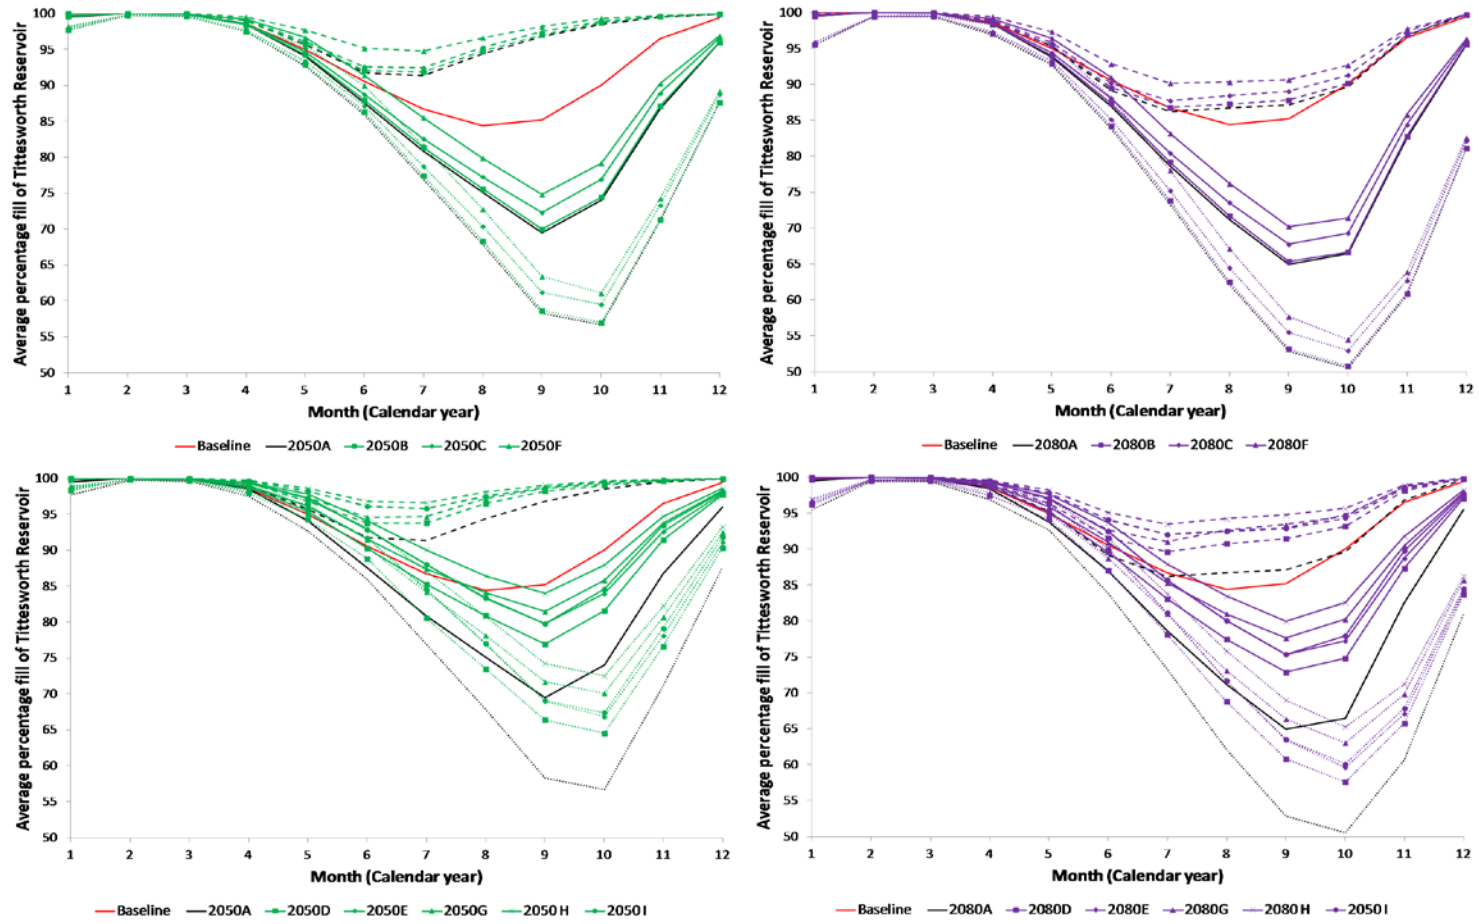 Average percentage fill of Tittesworth Reservoir
100
95
90
85
80
75
70
65
60
55
50
1 2 3 4 5 6 7 8 9 10 11 12
Month (Calendar year)
Baseline 2050A 2050B 2050C 2050F
Average percentage fill of Tittesworth Reservoir
100
95
90
85
80
75
70
65
60
55
50
1 2 3 4 5 6 7 8 9 10 11 12
Month (Calendar year)
Baseline 2080A 2080B 2080C 2080F
Average percentage fill of Tittesworth Reservoir
100
95
90
85
80
75
70
65
60
55
50
1 2 3 4 5 6 7 8 9 10 11 12
Month (Calendar year)
Baseline 2050A 2050D 2050E 2050G 2050H 2050I
Average percentage fill of Tittesworth Reservoir
100
95
90
85
80
75
70
65
60
55
50
1 2 3 4 5 6 7 8 9 10 11 12
Month (Calendar year)
Baseline 2080A 2080D 2080E 2080G 2080H 2050I